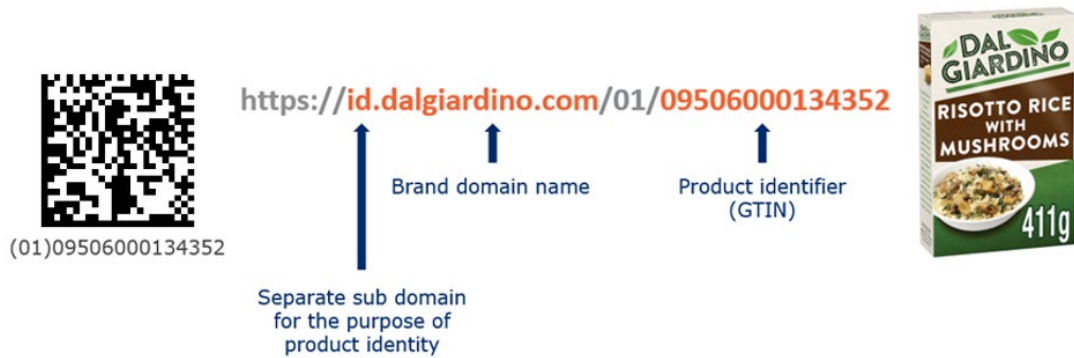 https://id.dalgiardino.com/01/09506000134352
(01)09506000134352
Brand domain name
Product identifier
(GTIN)
Separate sub domain
for the purpose of
product identity
DAL
GIARDINO
RISOTTO RICE
WITH
MUSHROOMS
411g